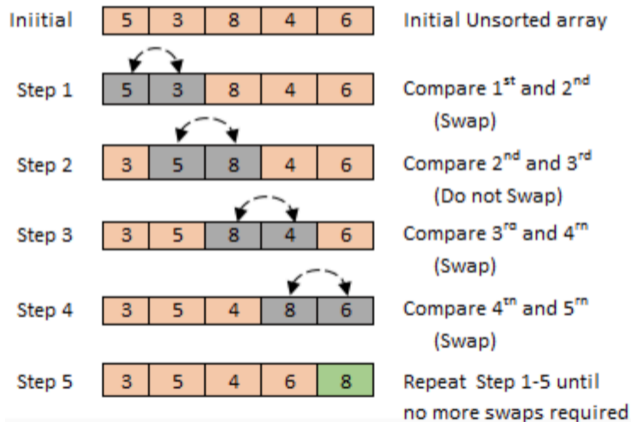 Iniitial 5 3 8 4 6 Initial Unsorted array
Step 1 5 3 8 4 6 Compare 1st and 2nd
(Swap)
Step 2 3 5 8 4 6 Compare 2nd and 3rd
(Do not Swap)
Step 3 3 5 8 4 6 Compare 3rd and 4th
(Swap)
Step 4 3 5 4 8 6 Compare 4th and 5th
(Swap)
Step 5 3 5 4 6 8 Repeat Step 1-5 until
no more swaps required